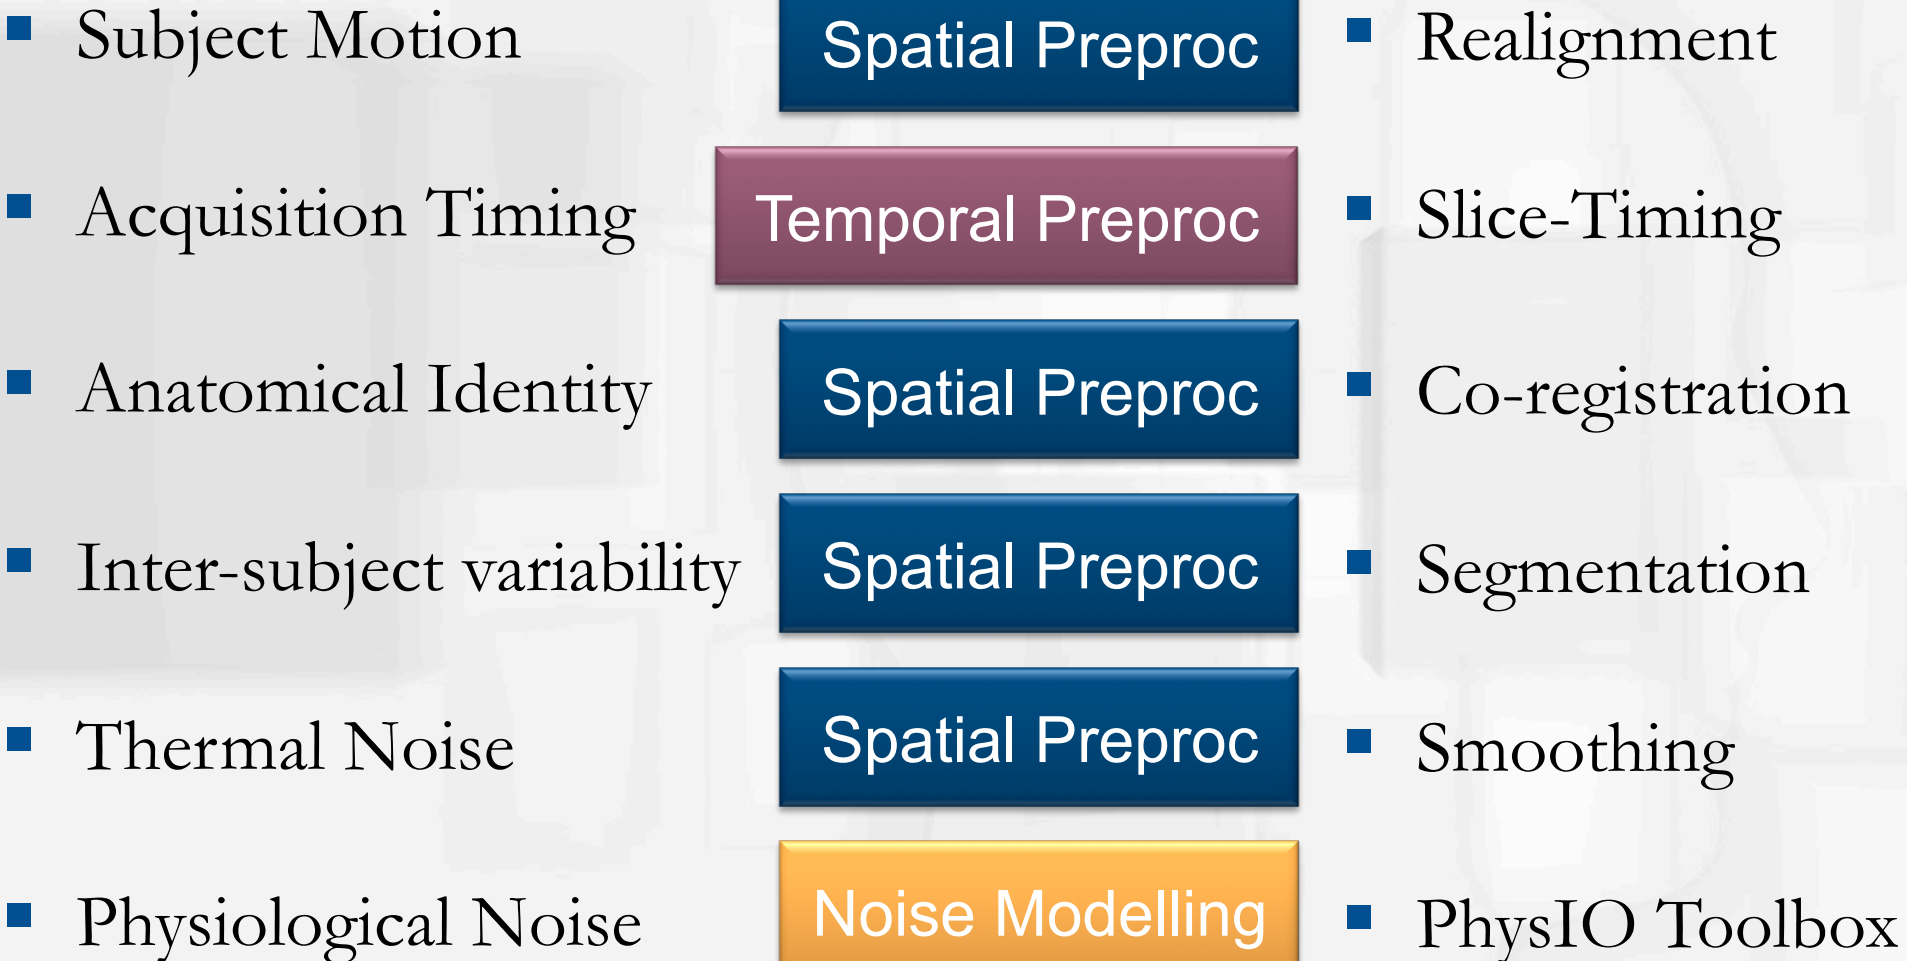 Subject Motion
Spatial Preproc
Realignment
Acquisition Timing
Temporal Preproc
Slice-Timing
Anatomical Identity
Spatial Preproc
Co-registration
Inter-subject variability
Spatial Preproc
Segmentation
Thermal Noise
Spatial Preproc
Smoothing
Physiological Noise
Noise Modelling
PhysIO Toolbox